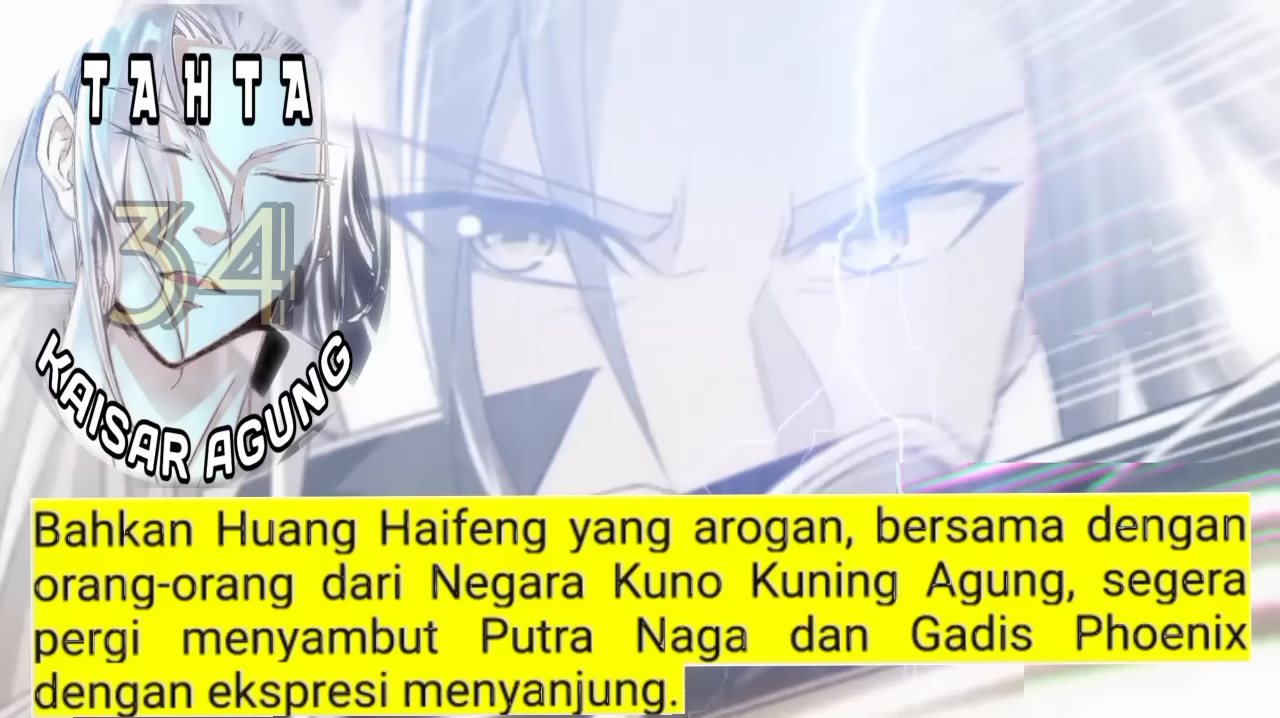 TAHTA
34
KAISAR AGUNG
Bahkan Huang Haifeng yang arogan, bersama dengan
orang-orang dari Negara Kuno Kuning Agung, segera
pergi menyambut Putra Naga dan Gadis Phoenix
dengan ekspresi menyanjung.